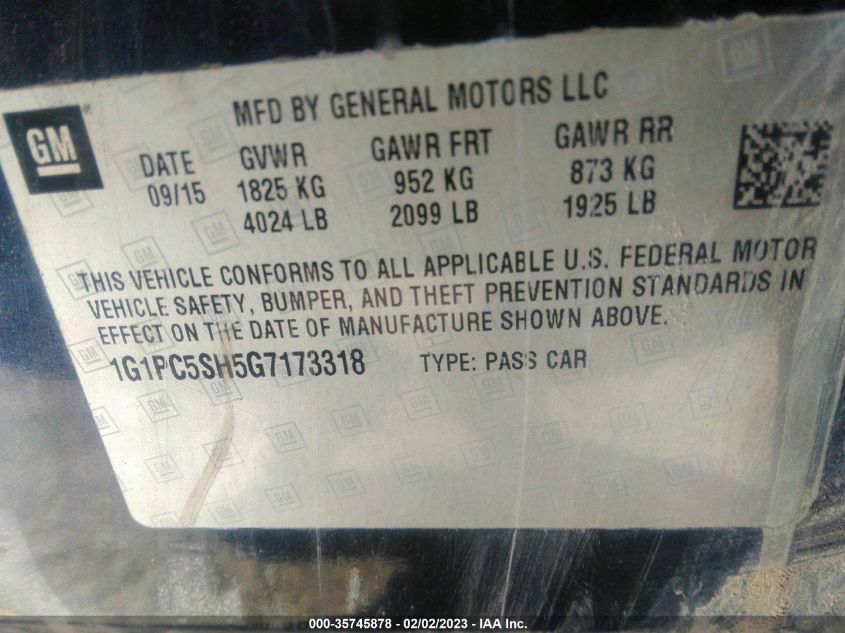 MFD BY GENERAL MOTORS LLC
GM
DATE GVWR GAWR FRT GAWR RR
09/15 1825 KG 952 KG 873 KG
4024 LB 2099 LB 1925 LB
THIS VEHICLE CONFORMS TO ALL APPLICABLE U.S. FEDERAL MOTOR
VEHICLE SAFETY, BUMPER, AND THEFT PREVENTION STANDARDS IN
EFFECT ON THE DATE OF MANUFACTURE SHOWN ABOVE.
1G1PC5SH5G7173318 TYPE: PASS CAR
000-35745878 - 02/02/2023 - © IAA Inc.